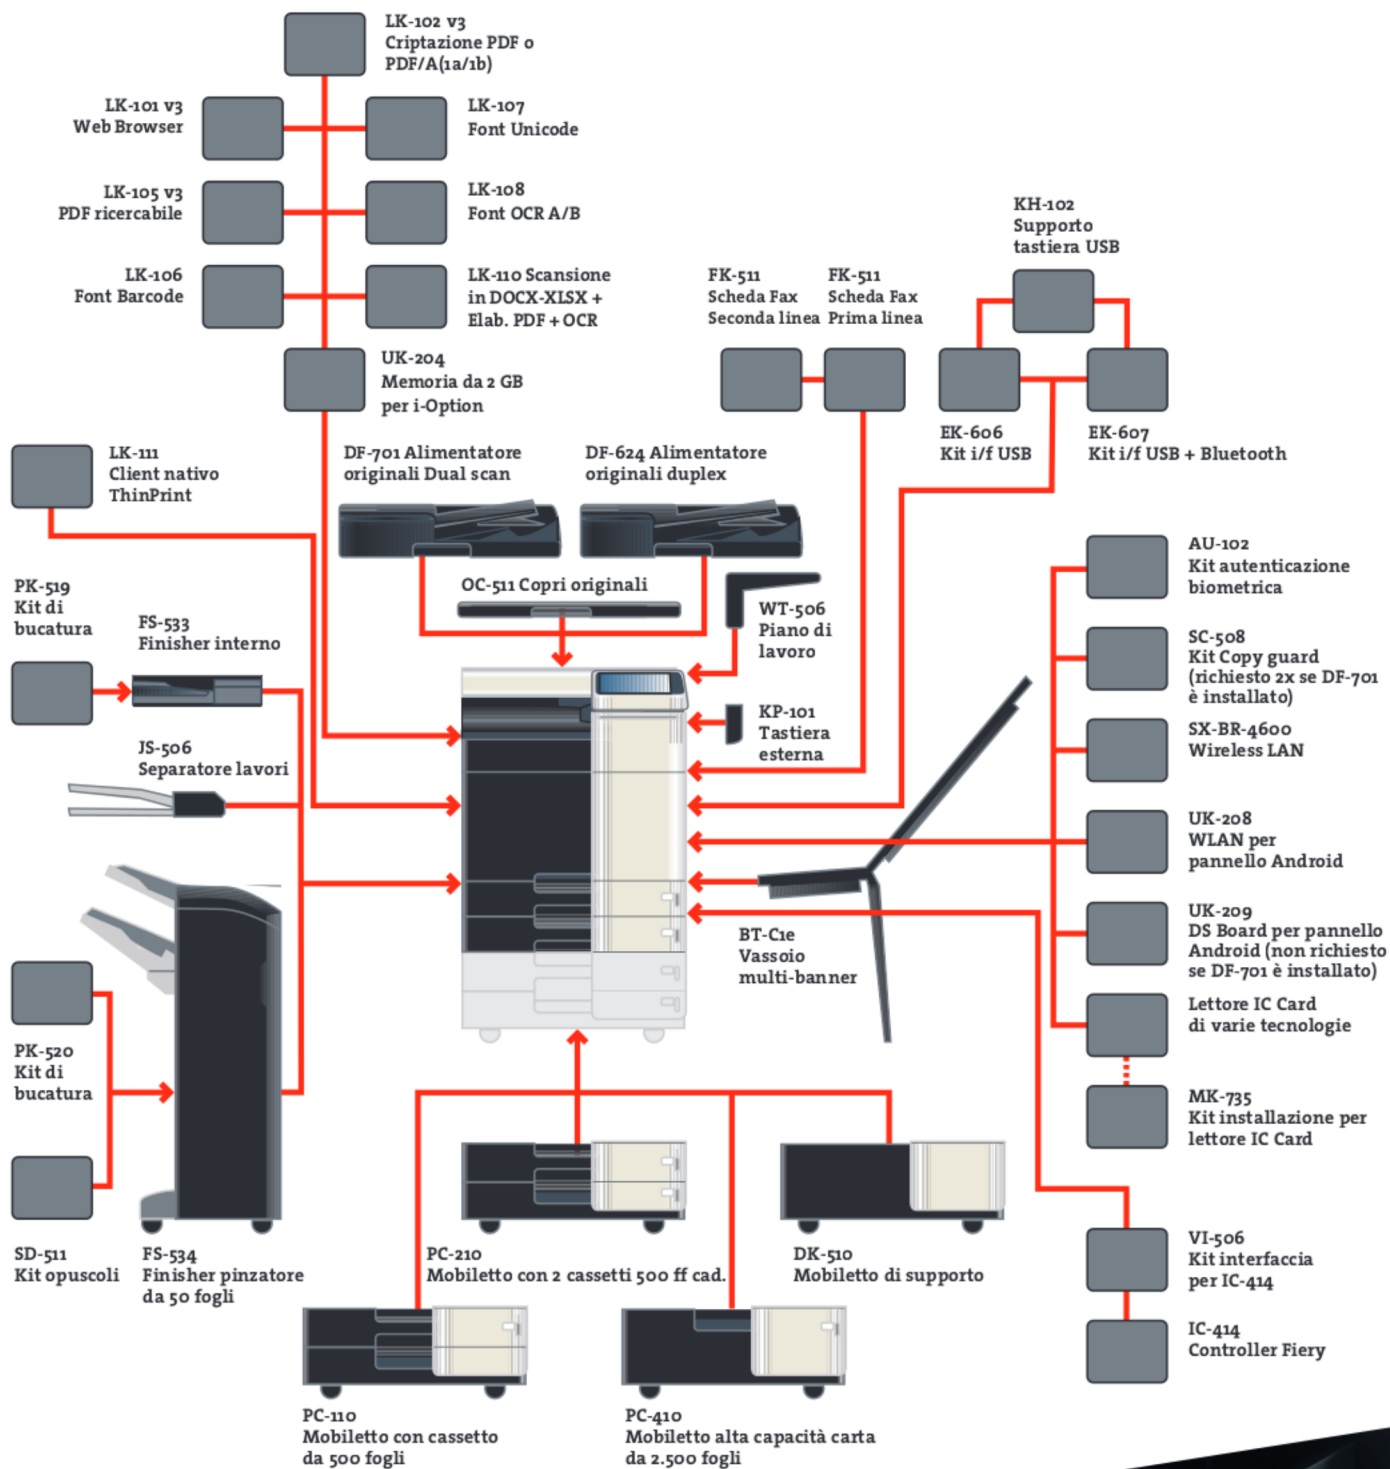 LK-102 v3
Criptazione PDF o
PDF/A(1a/1b)
LK-101 v3
Web Browser
LK-107
Font Unicode
LK-105 v3
PDF ricercabile
LK-108
Font OCR A/B
LK-106
Font Barcode
LK-110 Scansione
in DOCX-XLSX +
Elab. PDF + OCR
KH-102
Supporto
tastiera USB
FK-511
Scheda Fax
Seconda linea
FK-511
Scheda Fax
Prima linea
UK-204
Memoria da 2 GB
per i-Option
EK-606
Kit i/f USB
EK-607
Kit i/f USB + Bluetooth
LK-111
Client nativo
ThinPrint
DF-701 Alimentatore
originali Dual scan
DF-624 Alimentatore
originali duplex
OC-511 Copri originali
WT-506
Piano di
lavoro
KP-101
Tastiera
esterna
PK-519
Kit di
bucatura
FS-533
Finisher interno
JS-506
Separatore lavori
AU-102
Kit autenticazione
biometrica
SC-508
Kit Copy guard
(richiesto 2x se DF-701
è installato)
SX-BR-4600
Wireless LAN
UK-208
WLAN per
pannello Android
UK-209
DS Board per pannello
Android (non richiesto
se DF-701 è installato)
Lettore IC Card
di varie tecnologie
MK-735
Kit installazione per
lettore IC Card
BT-C1e
Vassoio
multi-banner
PK-520
Kit di
bucatura
SD-511
Kit opuscoli
FS-534
Finisher pinzatore
da 50 fogli
PC-210
Mobiletto con 2 cassetti 500 ff cad.
DK-510
Mobiletto di supporto
VI-506
Kit interfaccia
per IC-414
IC-414
Controller Fiery
PC-110
Mobiletto con cassetto
da 500 fogli
PC-410
Mobiletto alta capacità carta
da 2.500 fogli